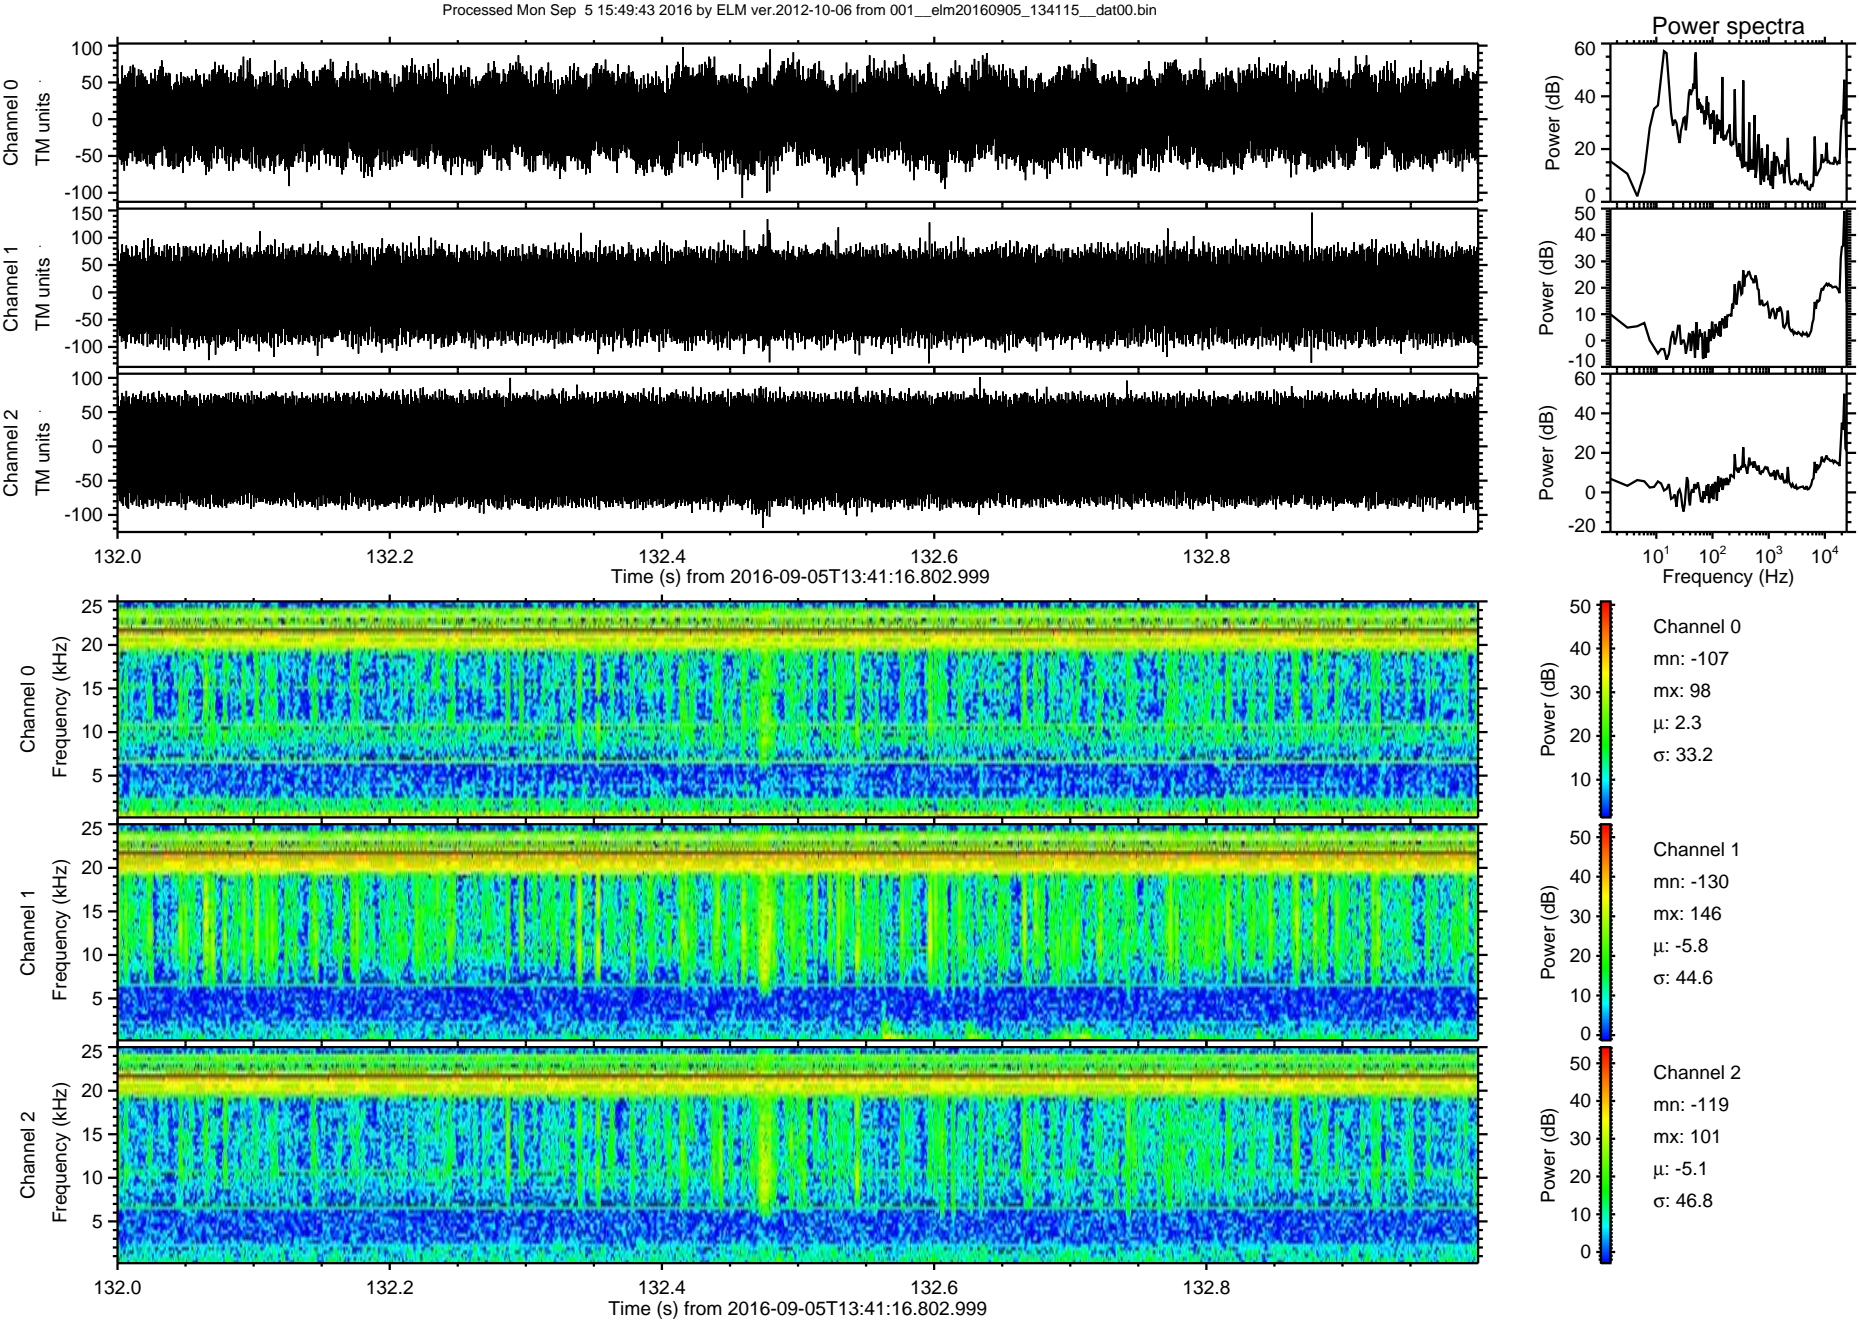 Processed Mon Sep  5 15:49:43 2016 by ELM ver.2012-10-06 from 001__elm20160905_134115__dat00.bin
Power spectra
Channel 0
TM units
100
50
0
-50
-100
Power (dB)
60
40
20
0
Channel 1
TM units
150
100
50
0
-50
-100
Power (dB)
50
40
30
20
10
0
-10
Channel 2
TM units
100
50
0
-50
-100
Power (dB)
60
40
20
0
-20
132.0 132.2 132.4 132.6 132.8
Time (s) from 2016-09-05T13:41:16.802.999
10¹ 10² 10³ 10⁴
Frequency (Hz)
Channel 0
Frequency (kHz)
25
20
15
10
5
Power (dB)
50
40
30
20
10
Channel 0
mn: -107
mx: 98
μ: 2.3
σ: 33.2
Channel 1
Frequency (kHz)
25
20
15
10
5
Power (dB)
50
40
30
20
10
0
Channel 1
mn: -130
mx: 146
μ: -5.8
σ: 44.6
Channel 2
Frequency (kHz)
25
20
15
10
5
Power (dB)
50
40
30
20
10
0
Channel 2
mn: -119
mx: 101
μ: -5.1
σ: 46.8
132.0 132.2 132.4 132.6 132.8
Time (s) from 2016-09-05T13:41:16.802.999